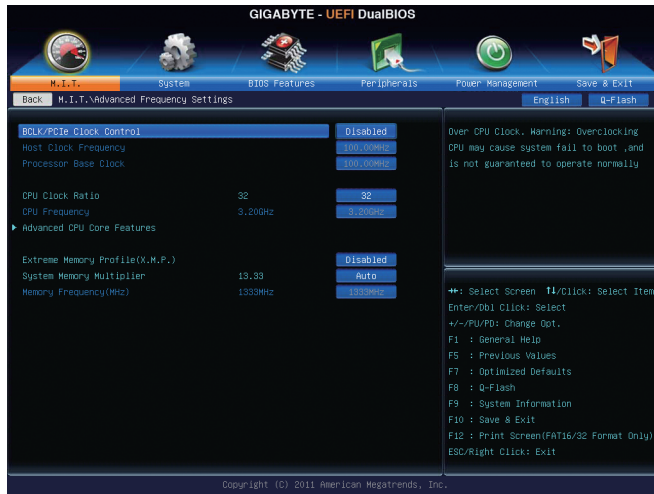 GIGABYTE - UEFI DualBIOS
M.I.T. System BIOS Features Peripherals Power Management Save & Exit
Back M.I.T.\Advanced Frequency Settings English Q-Flash
BCLK/PCIe Clock Control Disabled
Host Clock Frequency 100.00MHz
Processor Base Clock 100.00MHz
CPU Clock Ratio 32 32
CPU Frequency 3.20GHz 3.20GHz
Advanced CPU Core Features
Extreme Memory Profile(X.M.P.) Disabled
System Memory Multiplier 13.33 Auto
Memory Frequency(MHz) 1333MHz 1333MHz
Over CPU Clock. Warning: Overclocking
CPU may cause system fail to boot ,and
is not guaranteed to operate normally
→←: Select Screen ↑↓/Click: Select Item
Enter/Dbl Click: Select
+/-/PU/PD: Change Opt.
F1 : General Help
F5 : Previous Values
F7 : Optimized Defaults
F8 : Q-Flash
F9 : System Information
F10 : Save & Exit
F12 : Print Screen(FAT16/32 Format Only)
ESC/Right Click: Exit
Copyright (C) 2011 American Megatrends, Inc.